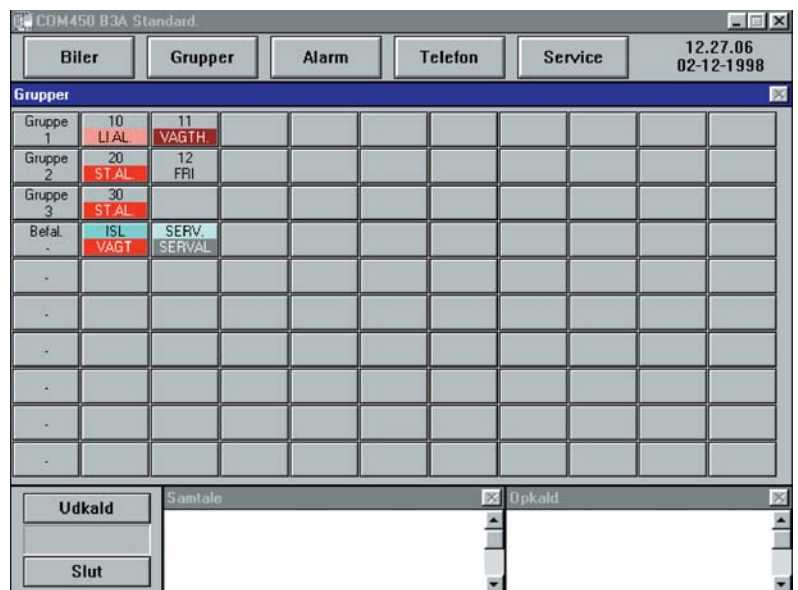 COM450 B3A Standard.
Biler Grupper Alarm Telefon Service 12.27.06
02-12-1998
Grupper
Gruppe 1 10 LI AL. 11 VAGTH.
Gruppe 2 20 ST.AL. 12 FRI
Gruppe 3 30 ST.AL.
Befal. - ISL VAGT SERV. SERVAL
-
-
-
-
-
-
Udkald
Samtale
Opkald
Slut